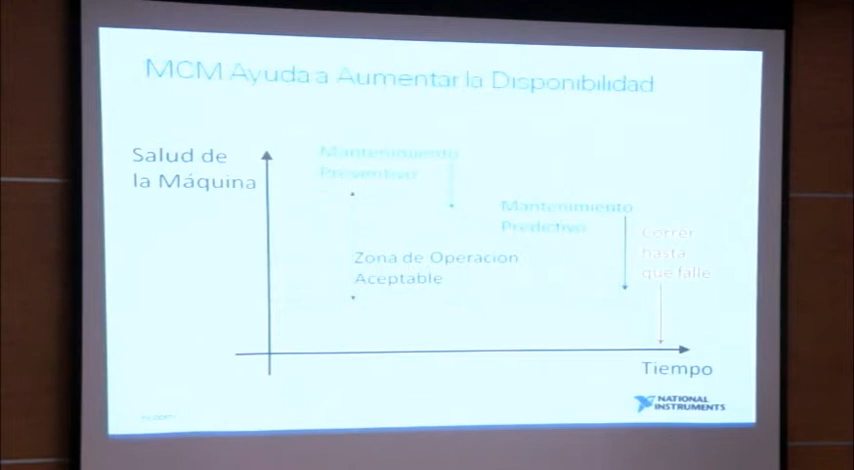 MCM Ayuda a Aumentar la Disponibilidad
Salud de
la Máquina
Mantenimiento
Preventivo
Mantenimiento
Predictivo
Correr
hasta
que falle
Zona de Operación
Aceptable
Tiempo
NATIONAL
INSTRUMENTS